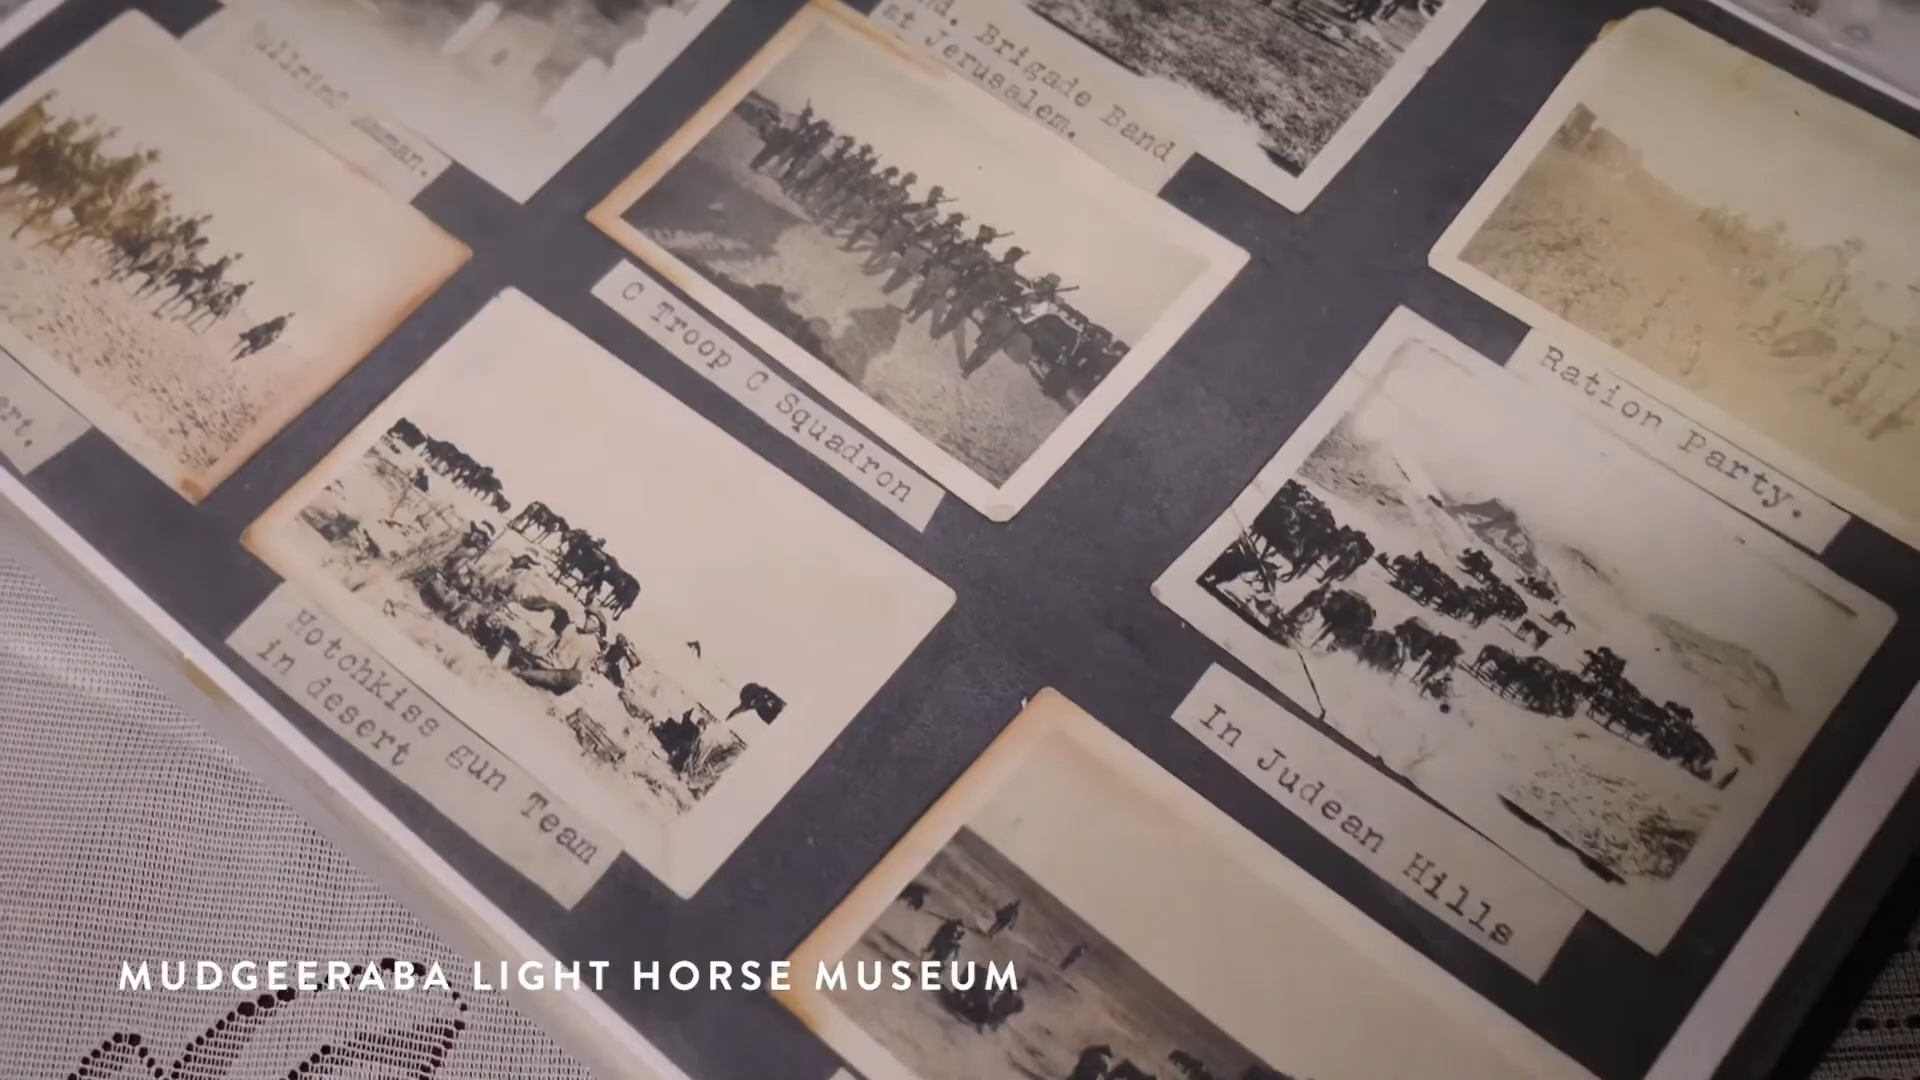 Amman.
Brigade Band
at Jerusalem.
C Troop C Squadron
Ration Party.
Hotchkiss gun Team
in desert
In Judean Hills
MUDGEERABA LIGHT HORSE MUSEUM